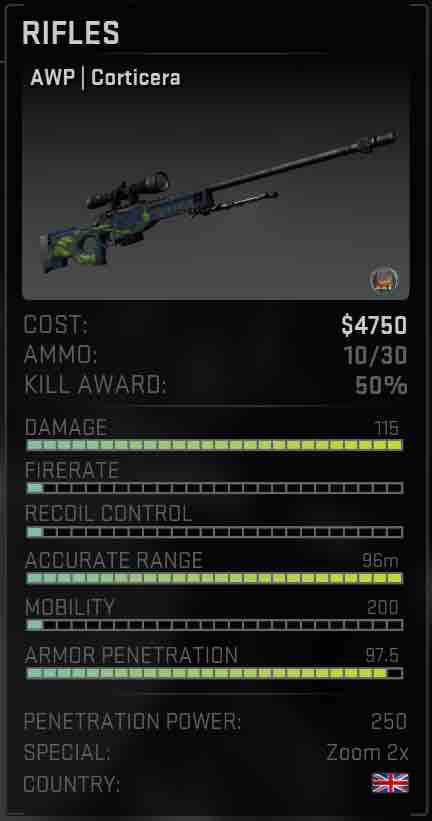 RIFLES
AWP | Corticera
COST: $4750
AMMO: 10/30
KILL AWARD: 50%
DAMAGE 115
FIRERATE
RECOIL CONTROL
ACCURATE RANGE 96m
MOBILITY 200
ARMOR PENETRATION 97.5
PENETRATION POWER: 250
SPECIAL: Zoom 2x
COUNTRY: